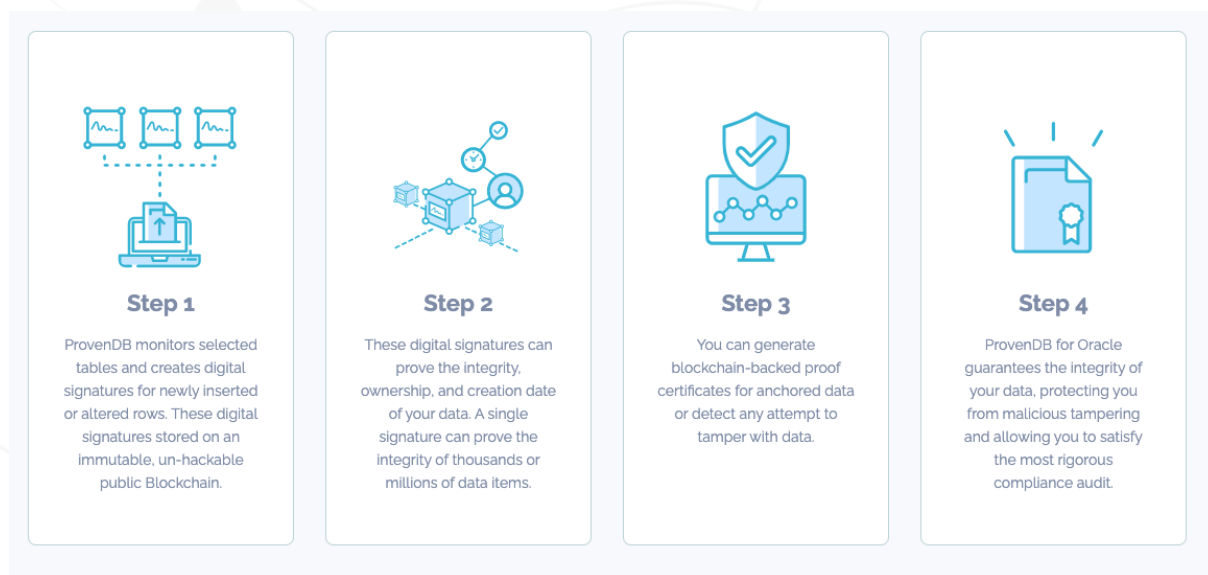 Step 1
ProvenDB monitors selected
tables and creates digital
signatures for newly inserted
or altered rows. These digital
signatures stored on an
immutable, un-hackable
public Blockchain.
Step 2
These digital signatures can
prove the integrity,
ownership, and creation date
of your data. A single
signature can prove the
integrity of thousands or
millions of data items.
Step 3
You can generate
blockchain-backed proof
certificates for anchored data
or detect any attempt to
tamper with data.
Step 4
ProvenDB for Oracle
guarantees the integrity of
your data, protecting you
from malicious tampering
and allowing you to satisfy
the most rigorous
compliance audit.